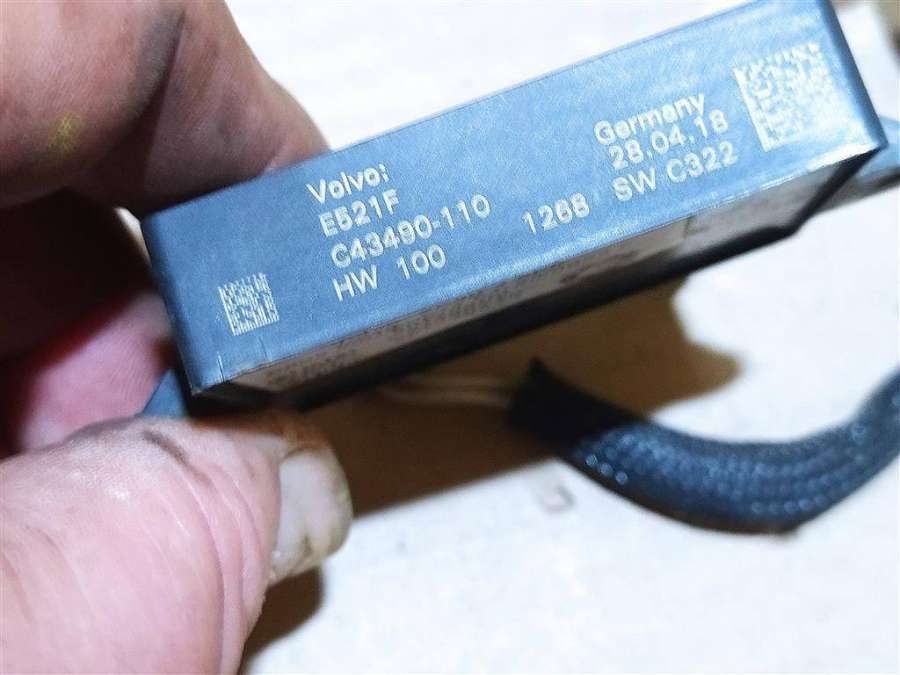 Volvo:
E521F
C43490-110
HW 100
1268
Germany
28.04.18
SW C322